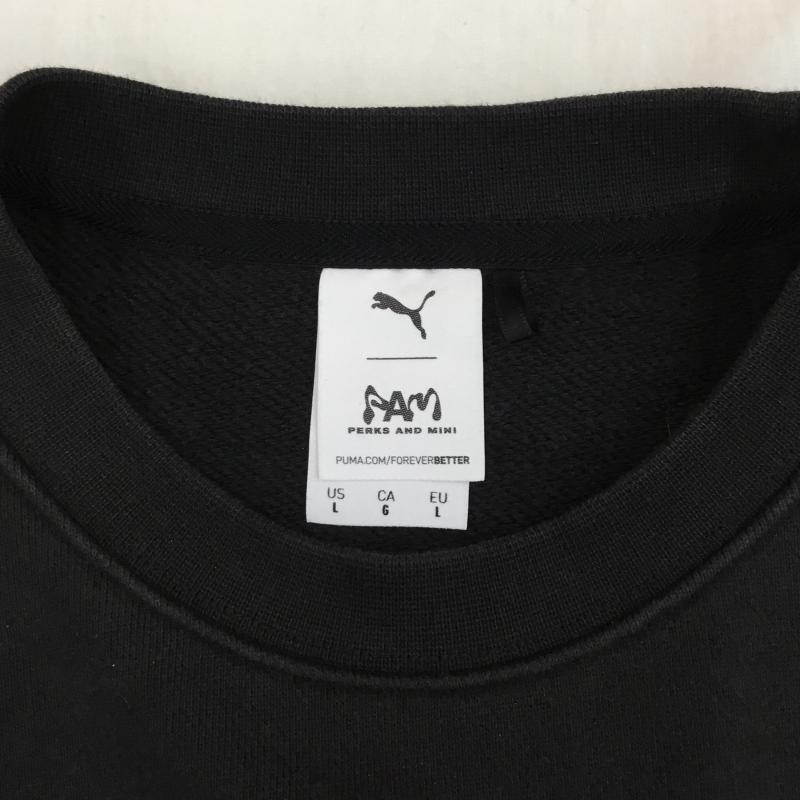 PAM
PERKS AND MINI
PUMA.COM/FOREVERBETTER
US CA EU
L G L